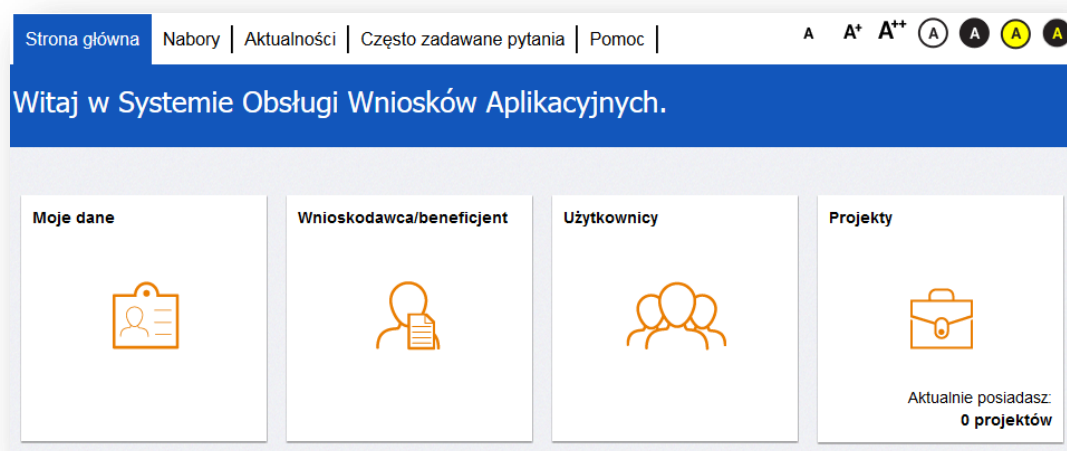 Strona główna | Nabory | Aktualności | Często zadawane pytania | Pomoc | A A+ A++ A A A A
Witaj w Systemie Obsługi Wniosków Aplikacyjnych.
Moje dane Wnioskodawca/beneficjent Użytkownicy Projekty
Aktualnie posiadasz:
0 projektów